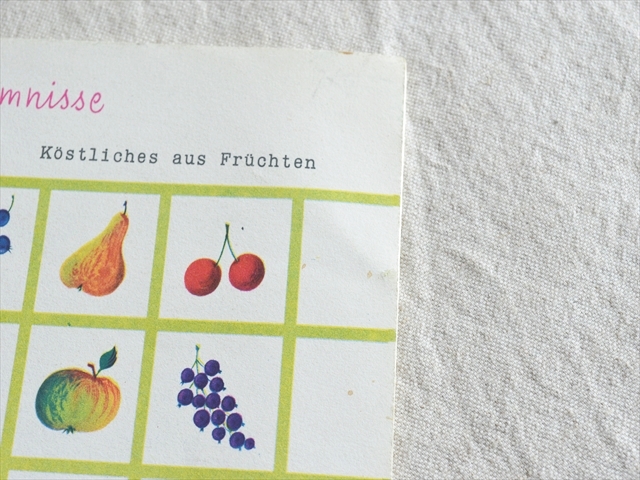 mnisse
Köstliches aus Früchten